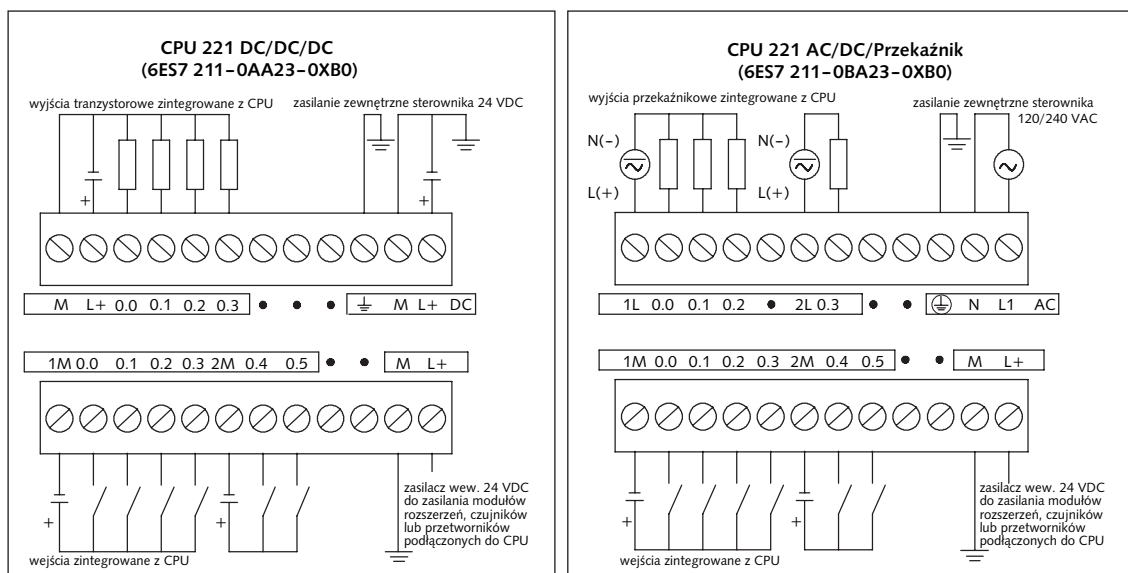 CPU 221 DC/DC/DC
(6ES7 211-0AA23-0XB0)
wyjścia tranzystorowe zintegrowane z CPU
zasilanie zewnętrzne sterownika 24 VDC
+
+
M L+ 0.0 0.1 0.2 0.3 • • • M L+ DC
1M 0.0 0.1 0.2 0.3 2M 0.4 0.5 • • M L+
+
+
zasilacz wew. 24 VDC
do zasilania modułów
rozszerzeń, czujników
lub przetworników
podłączonych do CPU
wejścia zintegrowane z CPU
CPU 221 AC/DC/Przekaźnik
(6ES7 211-0BA23-0XB0)
wyjścia przekaźnikowe zintegrowane z CPU
zasilanie zewnętrzne sterownika
120/240 VAC
N(-)
N(-)
L(+)
L(+)
1L 0.0 0.1 0.2 • 2L 0.3 • • N L1 AC
1M 0.0 0.1 0.2 0.3 2M 0.4 0.5 • • M L+
+
+
zasilacz wew. 24 VDC
do zasilania modułów
rozszerzeń, czujników
lub przetworników
podłączonych do CPU
wejścia zintegrowane z CPU